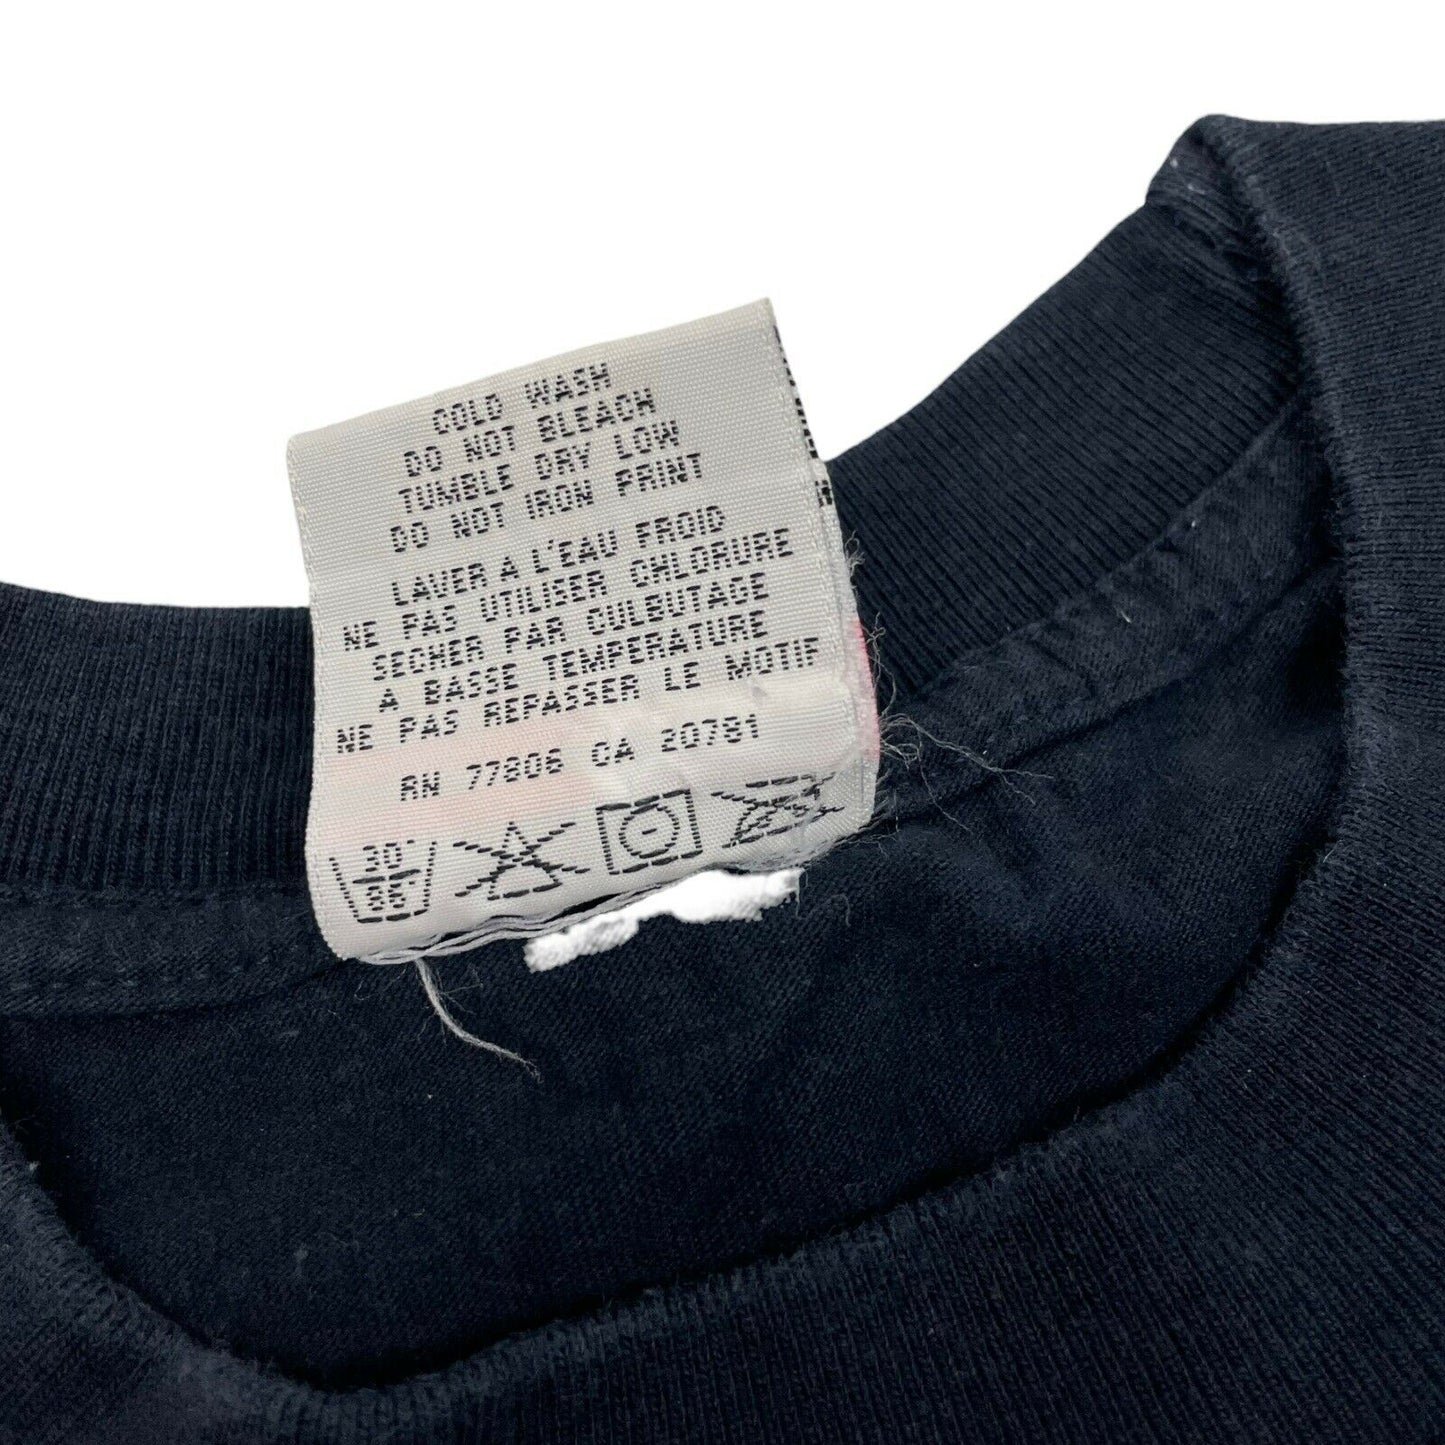 COLD WASH
DO NOT BLEACH
TUMBLE DRY LOW
DO NOT IRON PRINT
LAVER A L'EAU FROID
NE PAS UTILISER CHLORURE
SECHER PAR CULBUTAGE
A BASSE TEMPERATURE
NE PAS REPASSER LE MOTIF
RN 77806 CA 20781
30°
86°